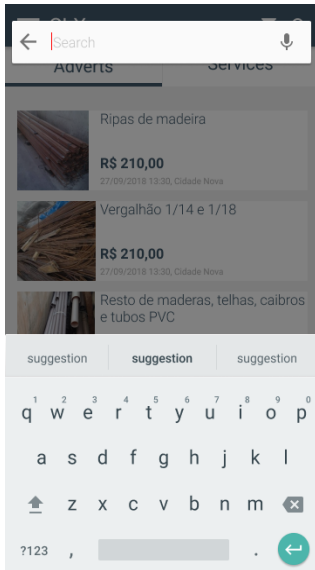 Search
Adverts Services
Ripas de madeira
R$ 210,00
27/09/2018 13:30, Cidade Nova
Vergalhão 1/14 e 1/18
R$ 210,00
27/09/2018 13:30, Cidade Nova
Resto de maderas, telhas, caibros
e tubos PVC
suggestion suggestion suggestion
1 2 3 4 5 6 7 8 9 0
q w e r t y u i o p
a s d f g h j k l
z x c v b n m
?123 , .